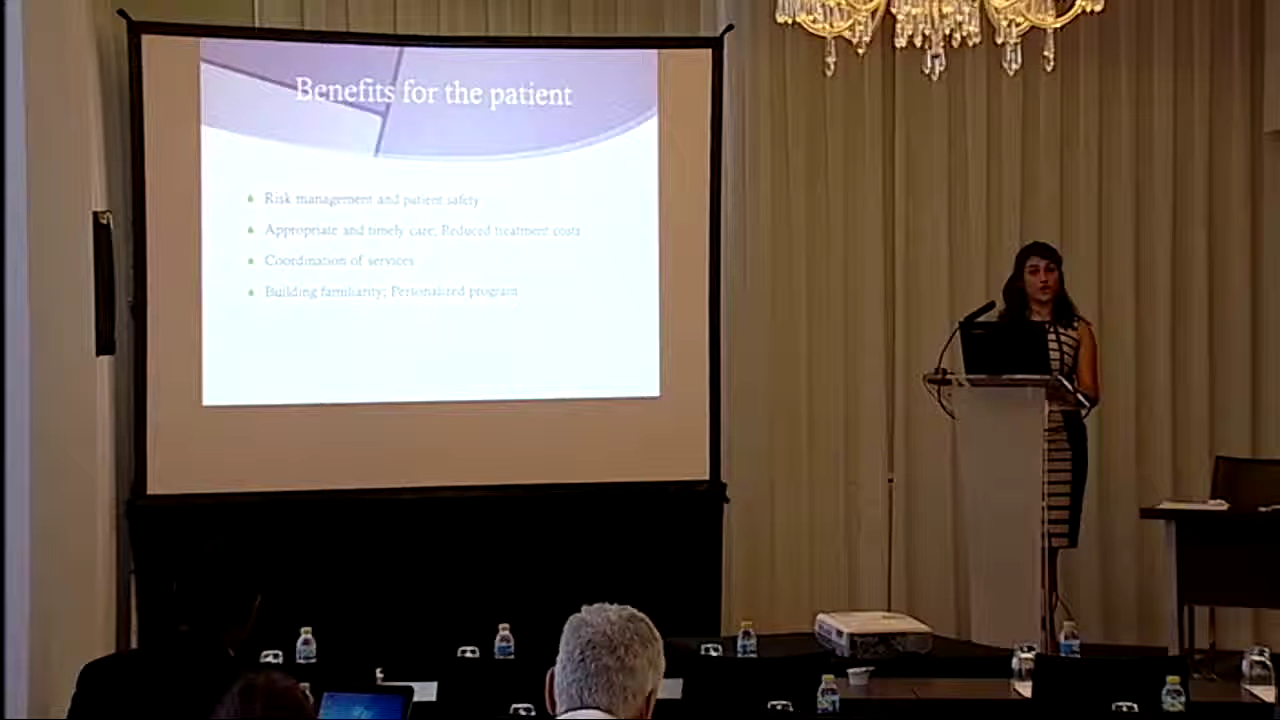 Benefits for the patient
Risk management and patient safety
Appropriate and timely care; Reduced treatment costs
Coordination of services
Building familiarity; Personalized program